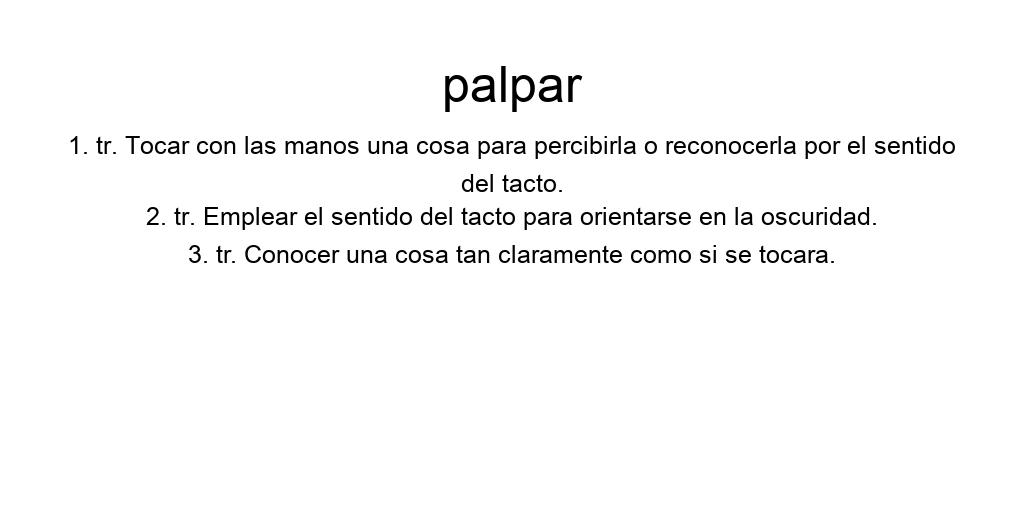 palpar
1. tr. Tocar con las manos una cosa para percibirla o reconocerla por el sentido
del tacto.
2. tr. Emplear el sentido del tacto para orientarse en la oscuridad.
3. tr. Conocer una cosa tan claramente como si se tocara.